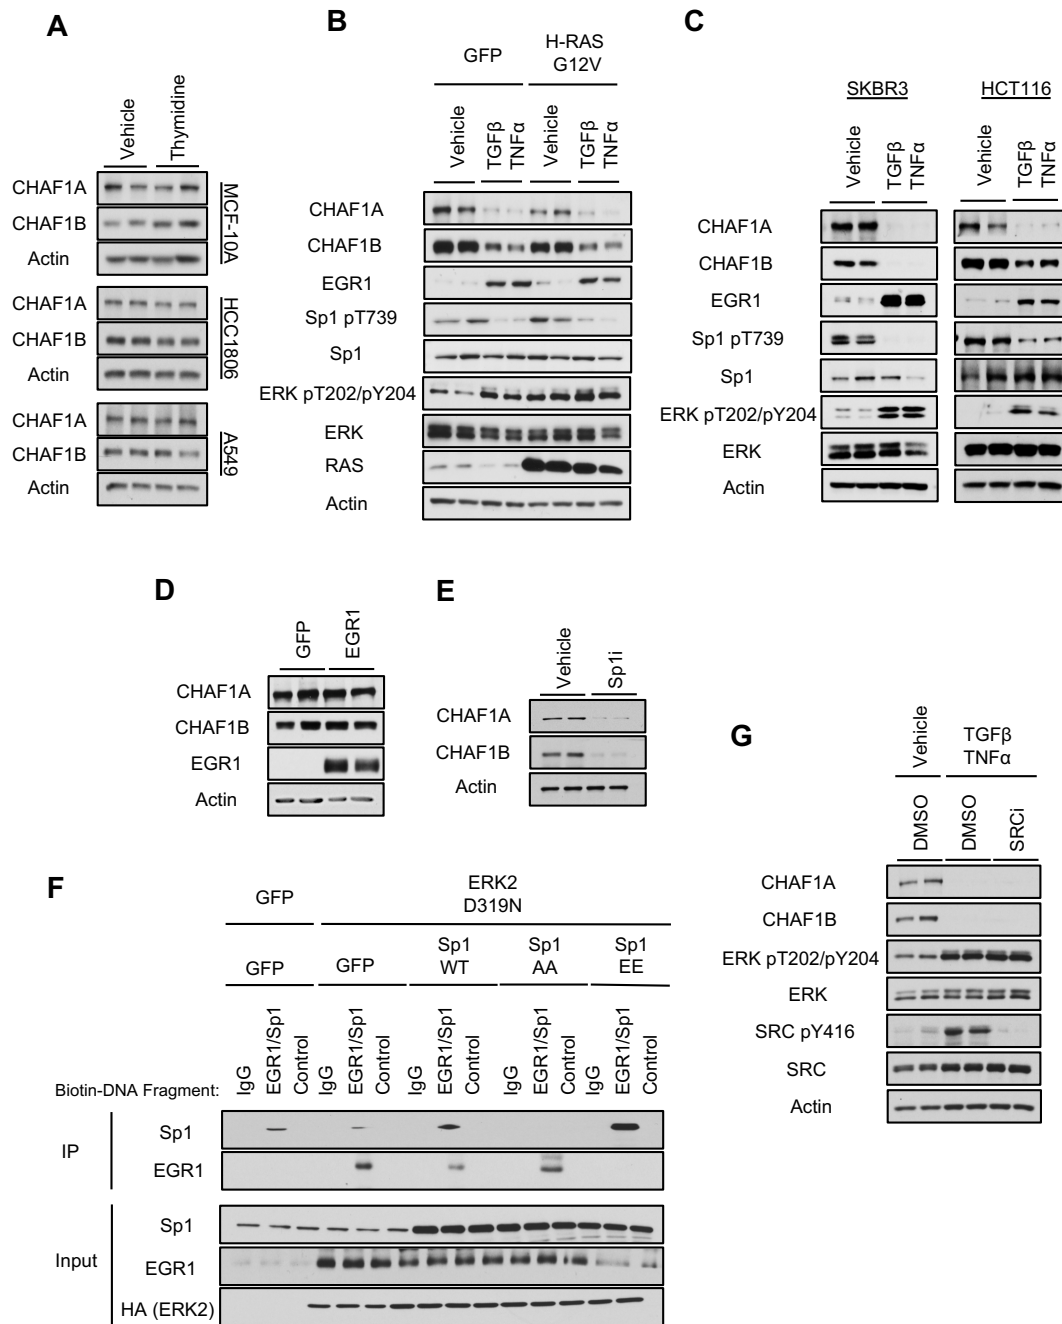 A
Vehicle
Thymidine
CHAF1A
CHAF1B
Actin
MCF-10A
CHAF1A
CHAF1B
Actin
HCC1806
CHAF1A
CHAF1B
Actin
A549
B
GFP
H-RAS
G12V
Vehicle
TGFβ
TNFα
Vehicle
TGFβ
TNFα
CHAF1A
CHAF1B
EGR1
Sp1 pT739
Sp1
ERK pT202/pY204
ERK
RAS
Actin
C
SKBR3
HCT116
Vehicle
TGFβ
TNFα
Vehicle
TGFβ
TNFα
CHAF1A
CHAF1B
EGR1
Sp1 pT739
Sp1
ERK pT202/pY204
ERK
Actin
D
GFP
EGR1
CHAF1A
CHAF1B
EGR1
Actin
E
Vehicle
Sp1i
CHAF1A
CHAF1B
Actin
F
GFP
ERK2
D319N
GFP
GFP
Sp1
WT
Sp1
AA
Sp1
EE
Biotin-DNA Fragment:
IgG
EGR1/Sp1
Control
IgG
EGR1/Sp1
Control
IgG
EGR1/Sp1
Control
IgG
EGR1/Sp1
Control
IgG
EGR1/Sp1
Control
IP
Sp1
EGR1
Input
Sp1
EGR1
HA (ERK2)
G
Vehicle
TGFβ
TNFα
DMSO
DMSO
SRCi
CHAF1A
CHAF1B
ERK pT202/pY204
ERK
SRC pY416
SRC
Actin